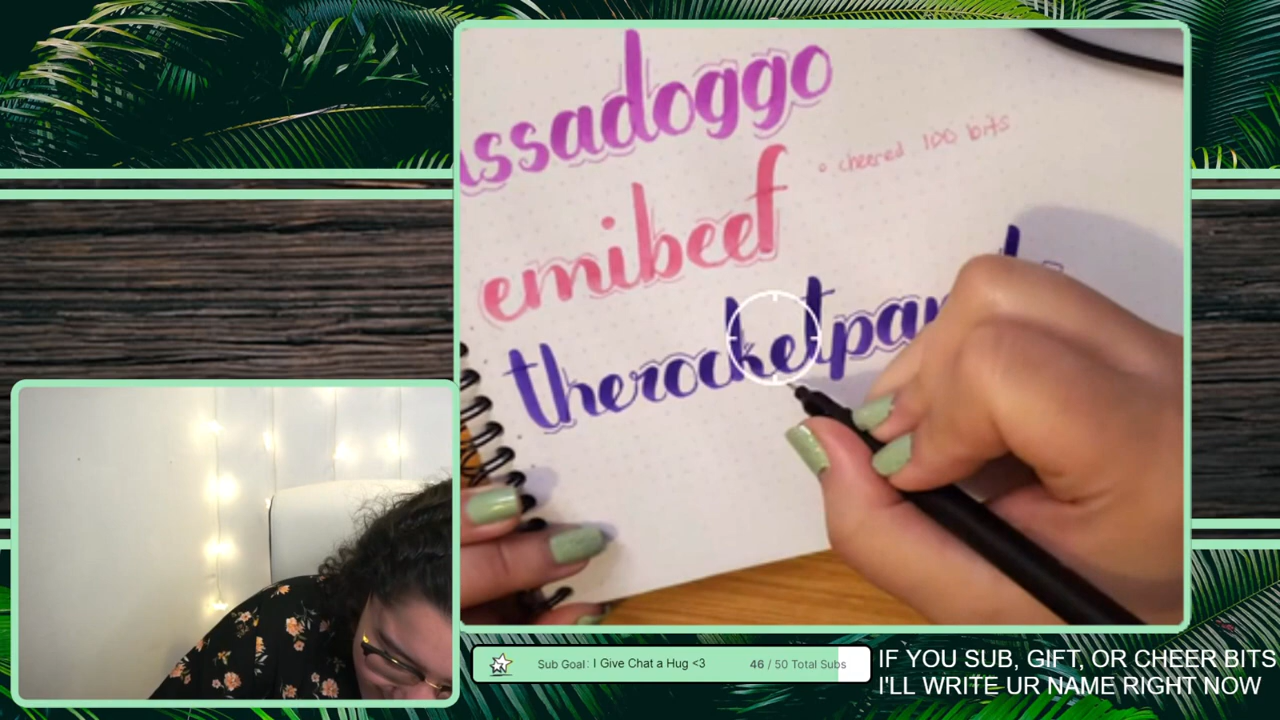 ssadoggo
emibeef
cheered 100 bits
therocketpan
Sub Goal: I Give Chat a Hug <3
46 / 50 Total Subs
IF YOU SUB, GIFT, OR CHEER BITS
I'LL WRITE UR NAME RIGHT NOW